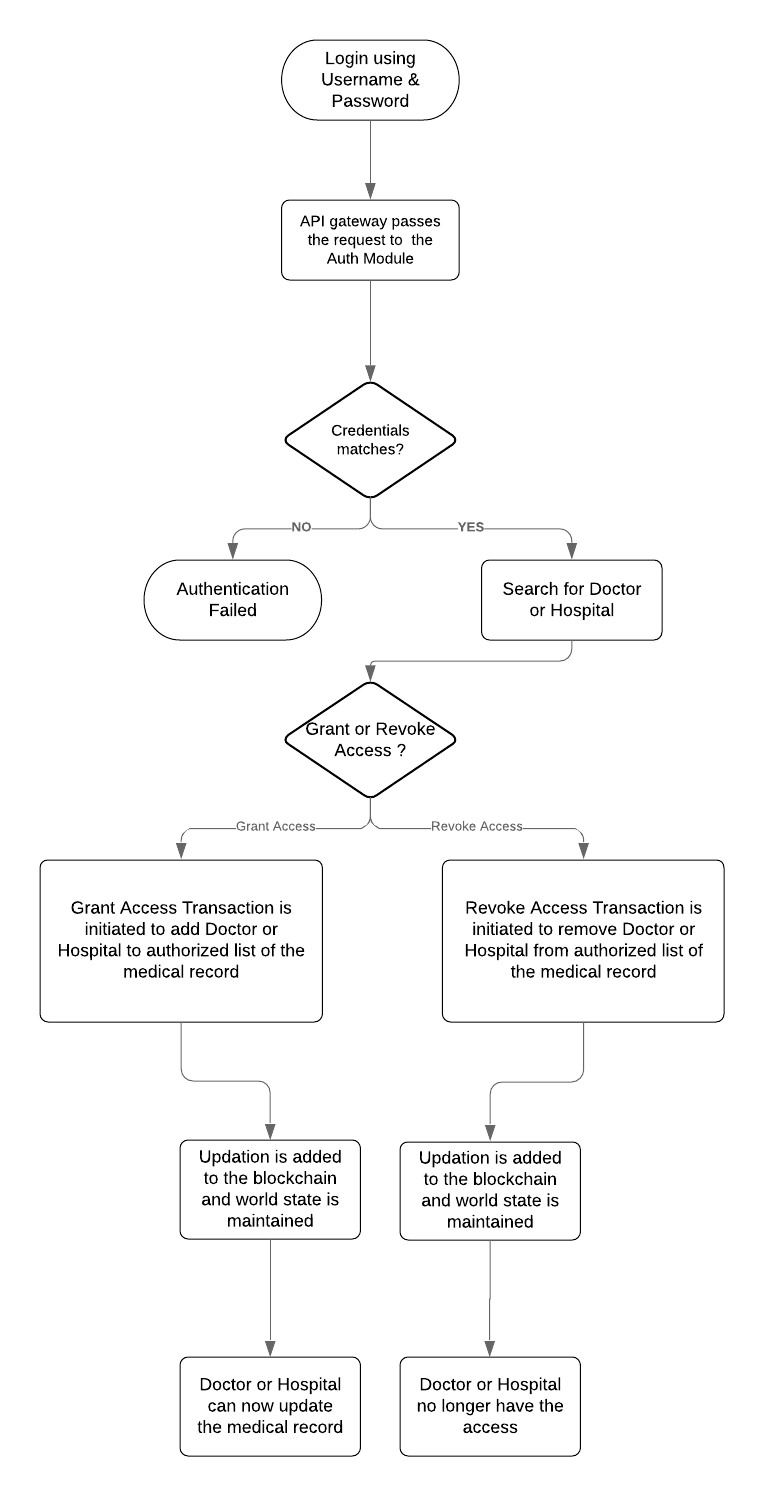 Login using
Username &
Password
API gateway passes
the request to  the
Auth Module
Credentials
matches?
NO
YES
Authentication
Failed
Search for Doctor
or Hospital
Grant or Revoke
Access ?
Grant Access
Revoke Access
Grant Access Transaction is
initiated to add Doctor or
Hospital to authorized list of the
medical record
Revoke Access Transaction is
initiated to remove Doctor or
Hospital from authorized list of
the medical record
Updation is added
to the blockchain
and world state is
maintained
Updation is added
to the blockchain
and world state is
maintained
Doctor or Hospital
can now update
the medical record
Doctor or Hospital
no longer have the
access